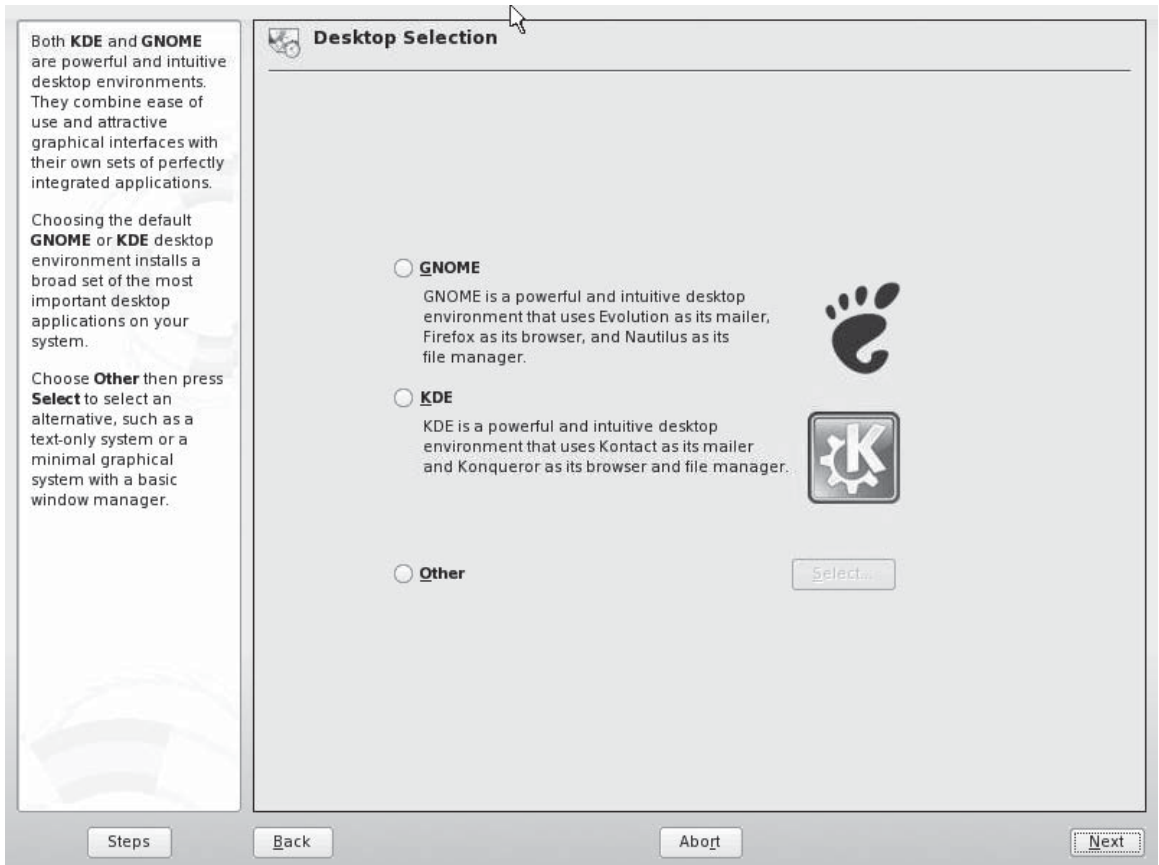 Both KDE and GNOME
are powerful and intuitive
desktop environments.
They combine ease of
use and attractive
graphical interfaces with
their own sets of perfectly
integrated applications.
Choosing the default
GNOME or KDE desktop
environment installs a
broad set of the most
important desktop
applications on your
system.
Choose Other then press
Select to select an
alternative, such as a
text-only system or a
minimal graphical
system with a basic
window manager.
Desktop Selection
GNOME
GNOME is a powerful and intuitive desktop
environment that uses Evolution as its mailer,
Firefox as its browser, and Nautilus as its
file manager.
KDE
KDE is a powerful and intuitive desktop
environment that uses Kontact as its mailer
and Konqueror as its browser and file manager.
K
Other
Select...
Steps
Back
Abort
Next